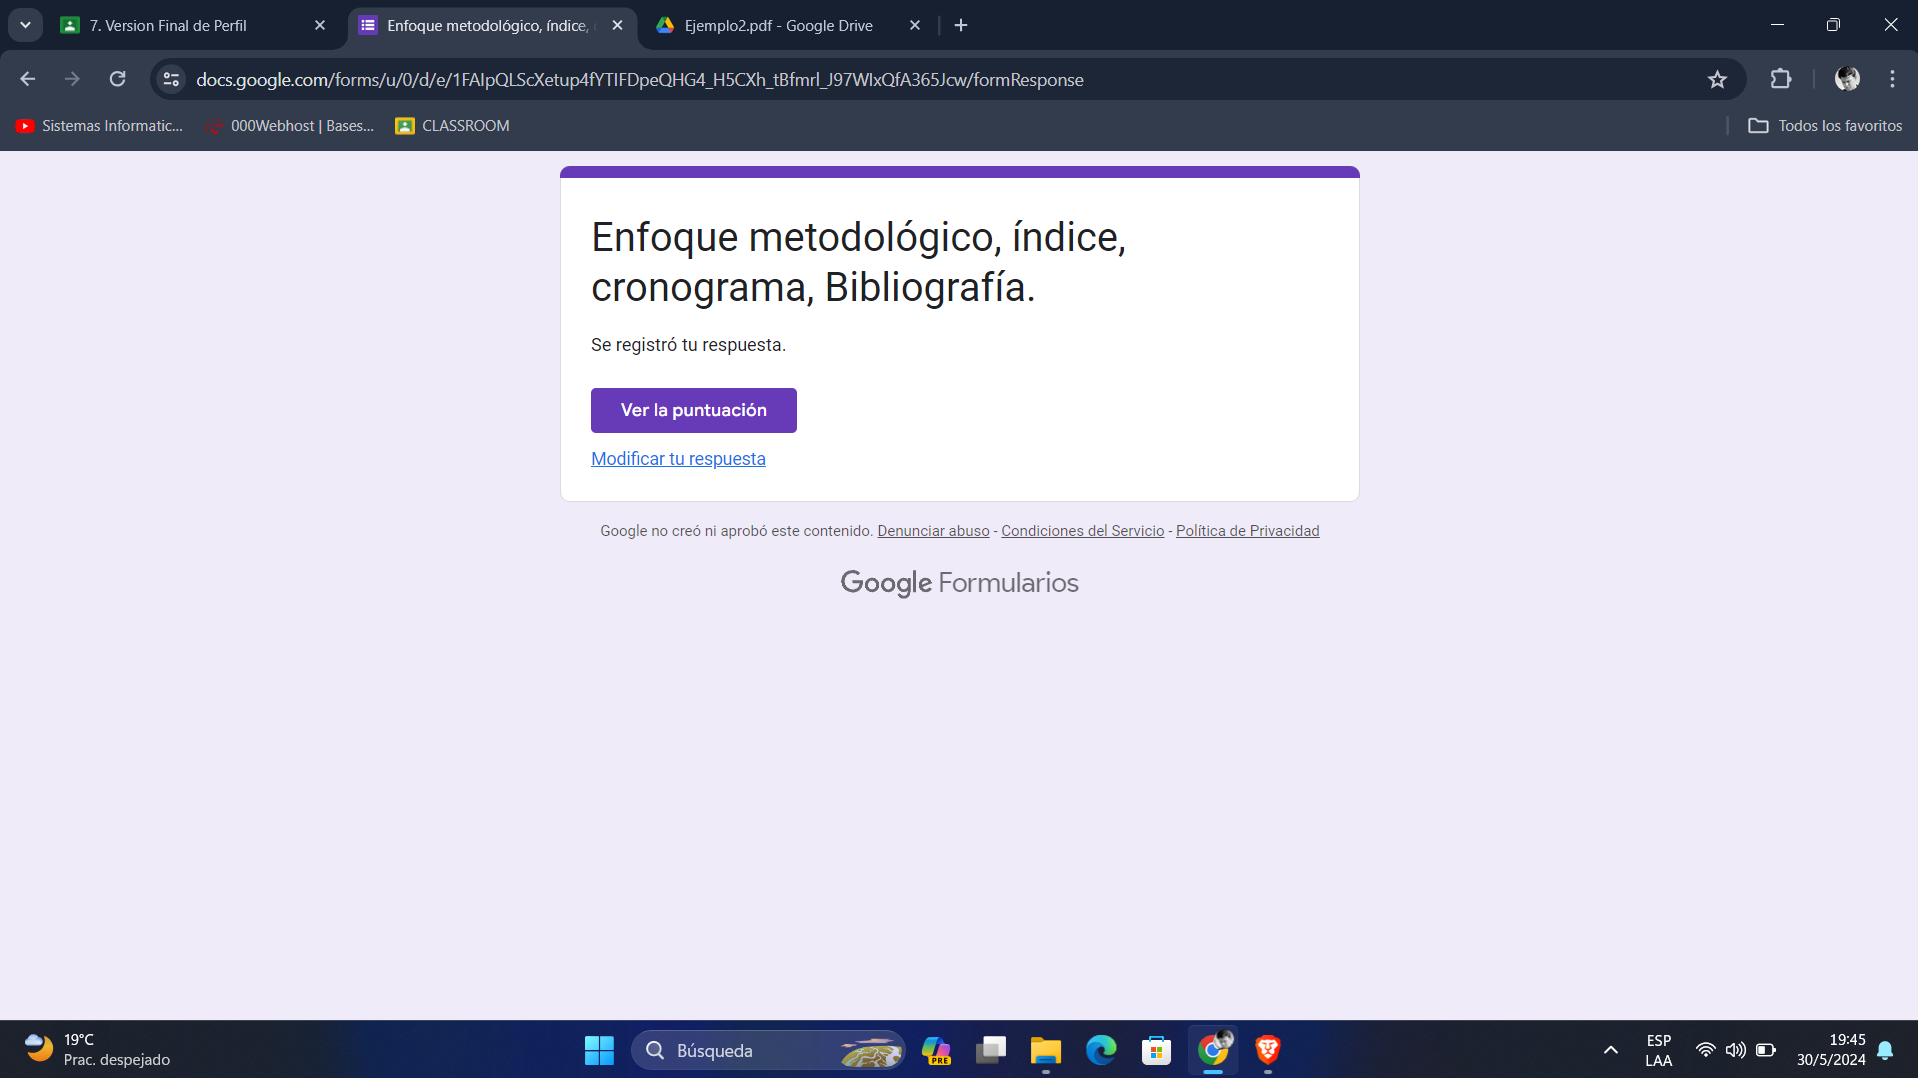 7. Version Final de Perfil
Enfoque metodológico, índice,
Ejemplo2.pdf - Google Drive
docs.google.com/forms/u/0/d/e/1FAIpQLScXetup4fYTIFDpeQHG4_H5CXh_tBfmrl_J97WIxQfA365Jcw/formResponse
Sistemas Informatic...
000Webhost | Bases...
CLASSROOM
Todos los favoritos
Enfoque metodológico, índice,
cronograma, Bibliografía.
Se registró tu respuesta.
Ver la puntuación
Modificar tu respuesta
Google no creó ni aprobó este contenido. Denunciar abuso - Condiciones del Servicio - Política de Privacidad
Google Formularios
19°C
Prac. despejado
Búsqueda
PRE
ESP
LAA
19:45
30/5/2024